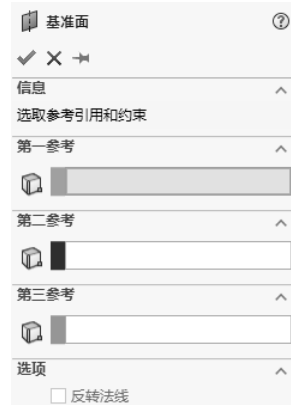 基准面
信息
选取参考引用和约束
第一参考
第二参考
第三参考
选项
反转法线